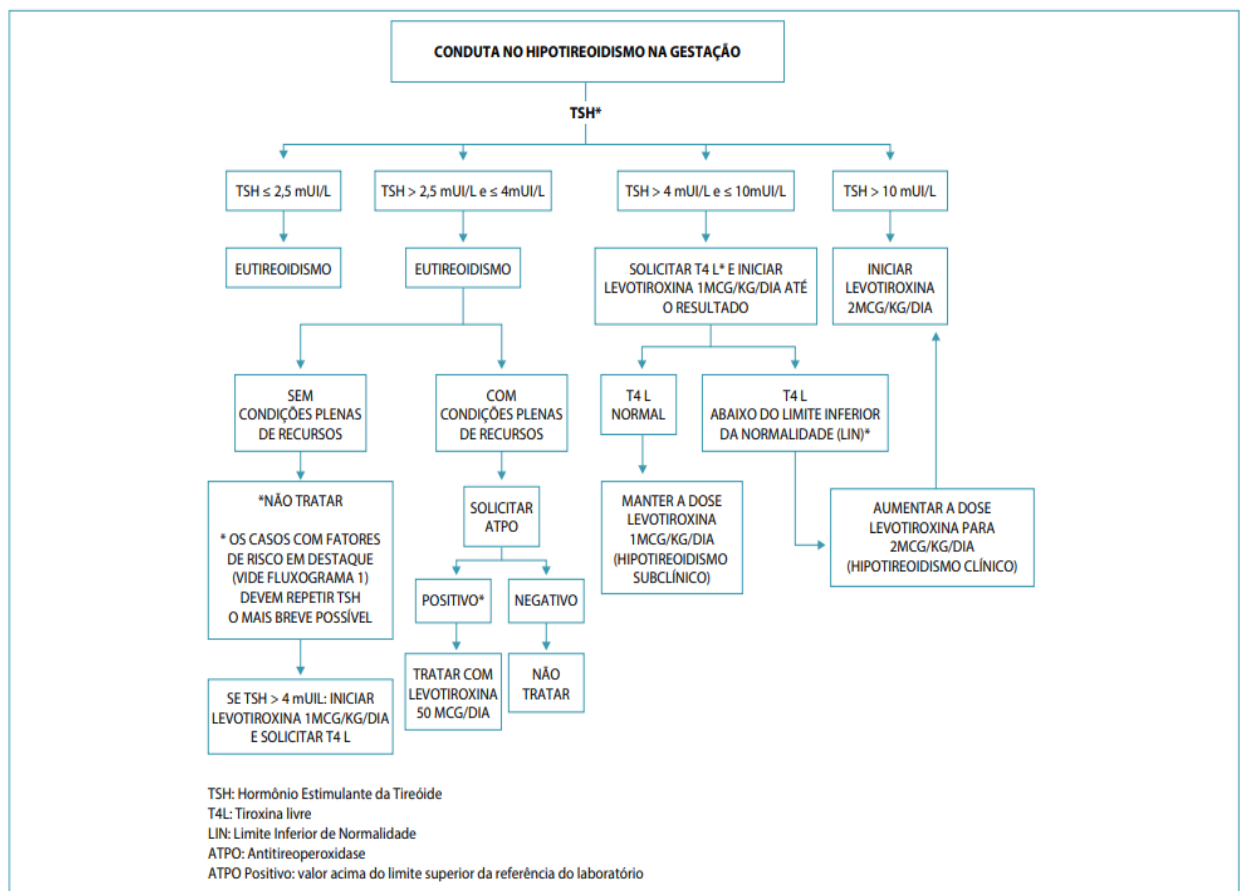 CONDUTA NO HIPOTIREOIDISMO NA GESTAÇÃO
TSH*
TSH ≤ 2,5 mUI/L
TSH > 2,5 mUI/L e ≤ 4mUI/L
TSH > 4 mUI/L e ≤ 10mUI/L
TSH > 10 mUI/L
EUTIREOIDISMO
EUTIREOIDISMO
SOLICITAR T4 L* E INICIAR
LEVOTIROXINA 1MCG/KG/DIA ATÉ
O RESULTADO
INICIAR
LEVOTIROXINA
2MCG/KG/DIA
SEM
CONDIÇÕES PLENAS
DE RECURSOS
COM
CONDIÇÕES PLENAS
DE RECURSOS
T4 L
NORMAL
T4 L
ABAIXO DO LIMITE INFERIOR
DA NORMALIDADE (LIN)*
*NÃO TRATAR
* OS CASOS COM FATORES
DE RISCO EM DESTAQUE
(VIDE FLUXOGRAMA 1)
DEVEM REPETIR TSH
O MAIS BREVE POSSÍVEL
SOLICITAR
ATPO
MANTER A DOSE
LEVOTIROXINA
1MCG/KG/DIA
(HIPOTIREOIDISMO
SUBCLÍNICO)
AUMENTAR A DOSE
LEVOTIROXINA PARA
2MCG/KG/DIA
(HIPOTIREOIDISMO CLÍNICO)
POSITIVO*
NEGATIVO
SE TSH > 4 mUIL: INICIAR
LEVOTIROXINA 1MCG/KG/DIA
E SOLICITAR T4 L
TRATAR COM
LEVOTIROXINA
50 MCG/DIA
NÃO
TRATAR
TSH: Hormônio Estimulante da Tireóide
T4L: Tiroxina livre
LIN: Limite Inferior de Normalidade
ATPO: Antitireoperoxidase
ATPO Positivo: valor acima do limite superior da referência do laboratório